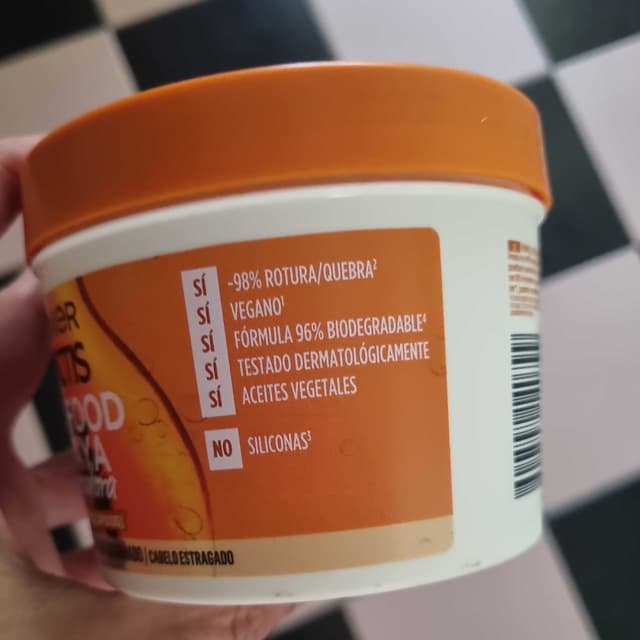 SÍ -98% ROTURA/QUEBRA²
SÍ VEGANO¹
SÍ FÓRMULA 96% BIODEGRADABLE⁴
SÍ TESTADO DERMATOLÓGICAMENTE
SÍ ACEITES VEGETALES
NO SILICONAS³
FOOD
| CABELO ESTRAGADO